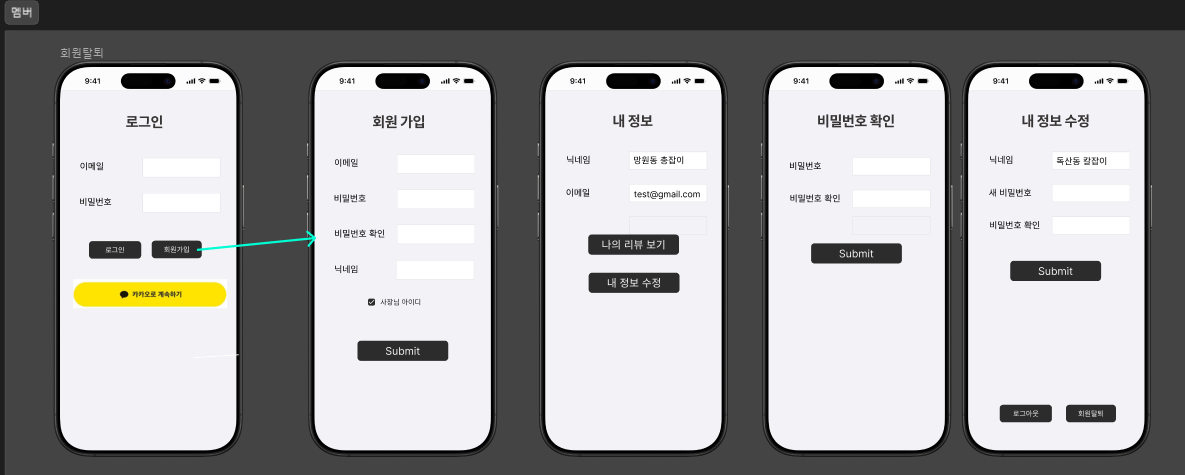 멤버
회원탈퇴
9:41
로그인
이메일
비밀번호
로그인
회원가입
카카오로 계속하기
9:41
회원 가입
이메일
비밀번호
비밀번호 확인
닉네임
사장님 아이디
Submit
9:41
내 정보
닉네임
망원동 총잡이
이메일
test@gmail.com
나의 리뷰 보기
내 정보 수정
9:41
비밀번호 확인
비밀번호
비밀번호 확인
Submit
9:41
내 정보 수정
닉네임
독산동 칼잡이
새 비밀번호
비밀번호 확인
Submit
로그아웃
회원탈퇴